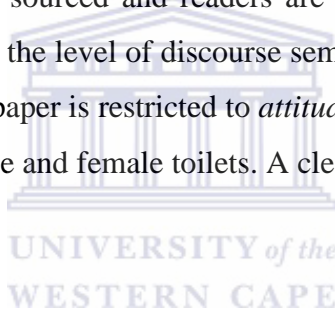 sourced and readers are
the level of discourse sem
paper is restricted to attitud
e and female toilets. A cle
UNIVERSITY of the
WESTERN CAPE